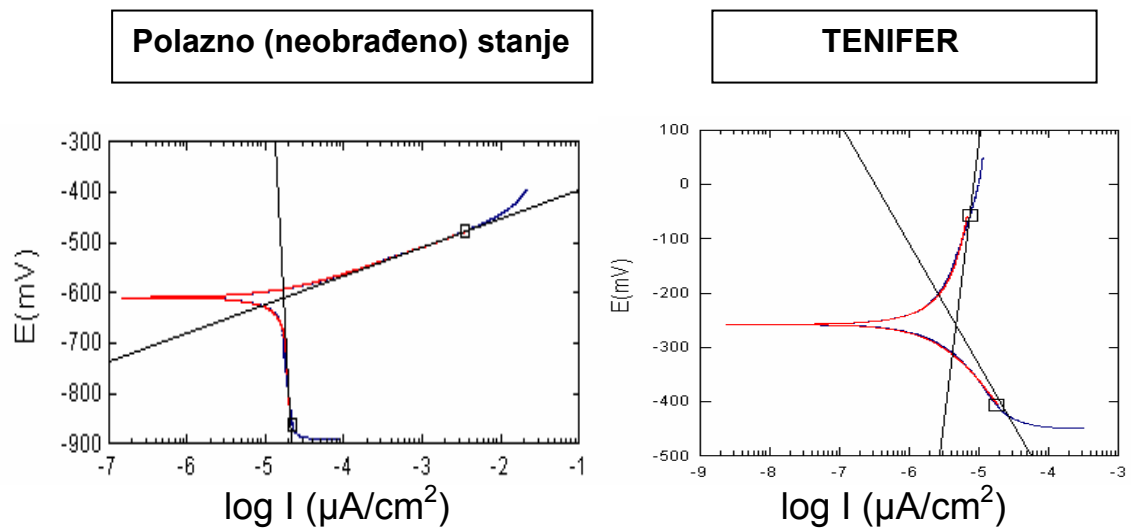 Polazno (neobrađeno) stanje
TENIFER
-300
-400
-500
-600
-700
-800
-900
E(mV)
-7 -6 -5 -4 -3 -2 -1
log I (µA/cm²)
100
0
-100
-200
-300
-400
-500
E(mV)
-9 -8 -7 -6 -5 -4 -3
log I (µA/cm²)